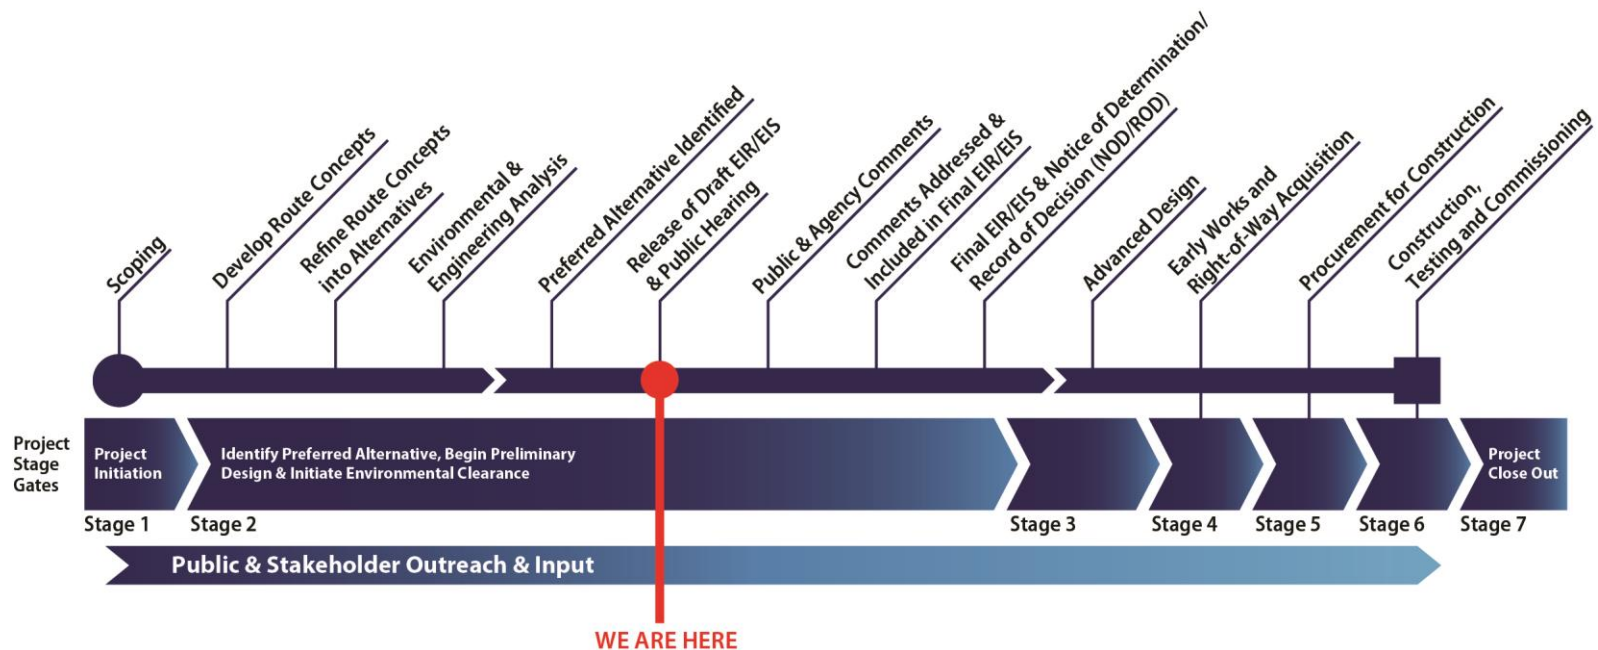 Scoping
Develop Route Concepts
Refine Route Concepts
into Alternatives
Environmental &
Engineering Analysis
Preferred Alternative Identified
Release of Draft EIR/EIS
& Public Hearing
Public & Agency Comments
Comments Addressed &
Included in Final EIR/EIS
Final EIR/EIS & Notice of Determination/
Record of Decision (NOD/ROD)
Advanced Design
Early Works and
Right-of-Way Acquisition
Procurement for Construction
Construction,
Testing and Commissioning
Project
Stage
Gates
Project
Initiation
Identify Preferred Alternative, Begin Preliminary
Design & Initiate Environmental Clearance
Project
Close Out
Stage 1
Stage 2
Stage 3
Stage 4
Stage 5
Stage 6
Stage 7
Public & Stakeholder Outreach & Input
WE ARE HERE